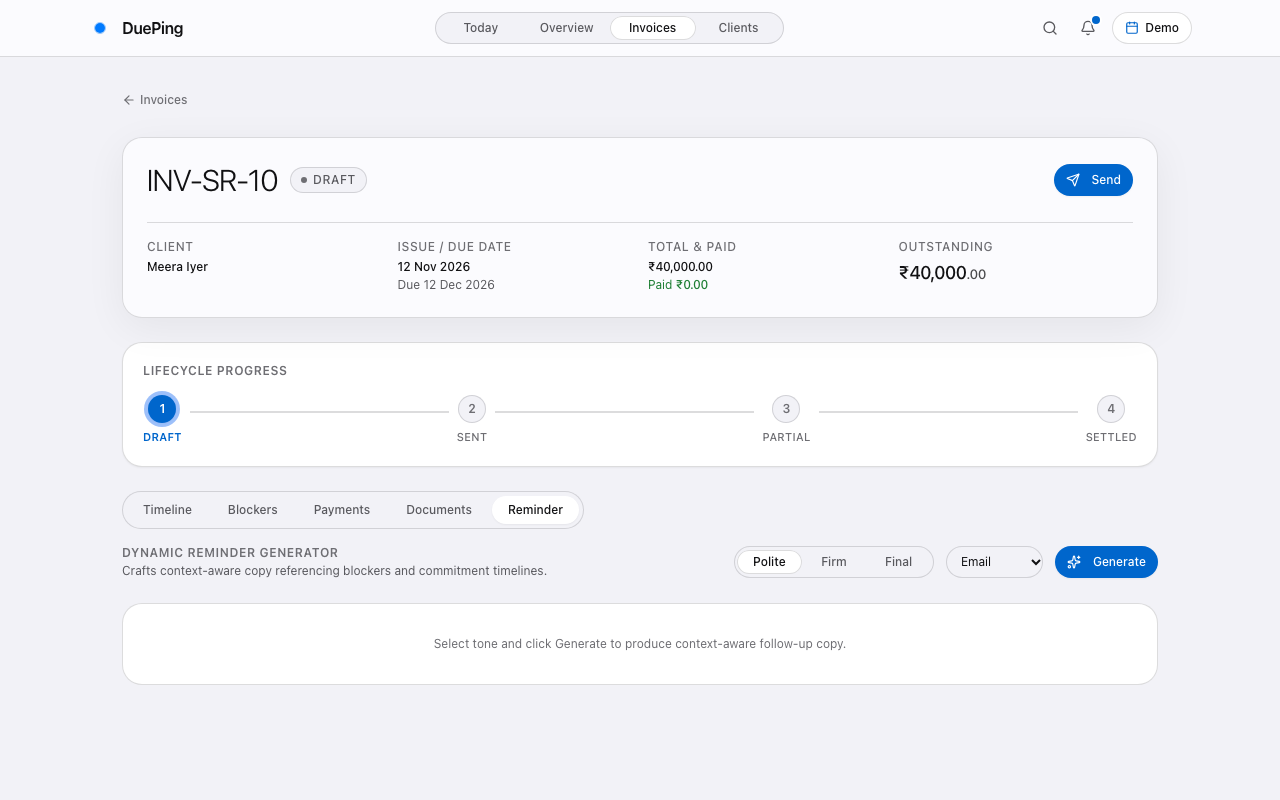 DuePing
Today Overview Invoices Clients
Demo
Invoices
INV-SR-10
DRAFT
Send
CLIENT
Meera Iyer
ISSUE / DUE DATE
12 Nov 2026
Due 12 Dec 2026
TOTAL & PAID
₹40,000.00
Paid ₹0.00
OUTSTANDING
₹40,000.00
LIFECYCLE PROGRESS
1 2 3 4
DRAFT SENT PARTIAL SETTLED
Timeline Blockers Payments Documents Reminder
DYNAMIC REMINDER GENERATOR
Crafts context-aware copy referencing blockers and commitment timelines.
Polite Firm Final
Email
Generate
Select tone and click Generate to produce context-aware follow-up copy.